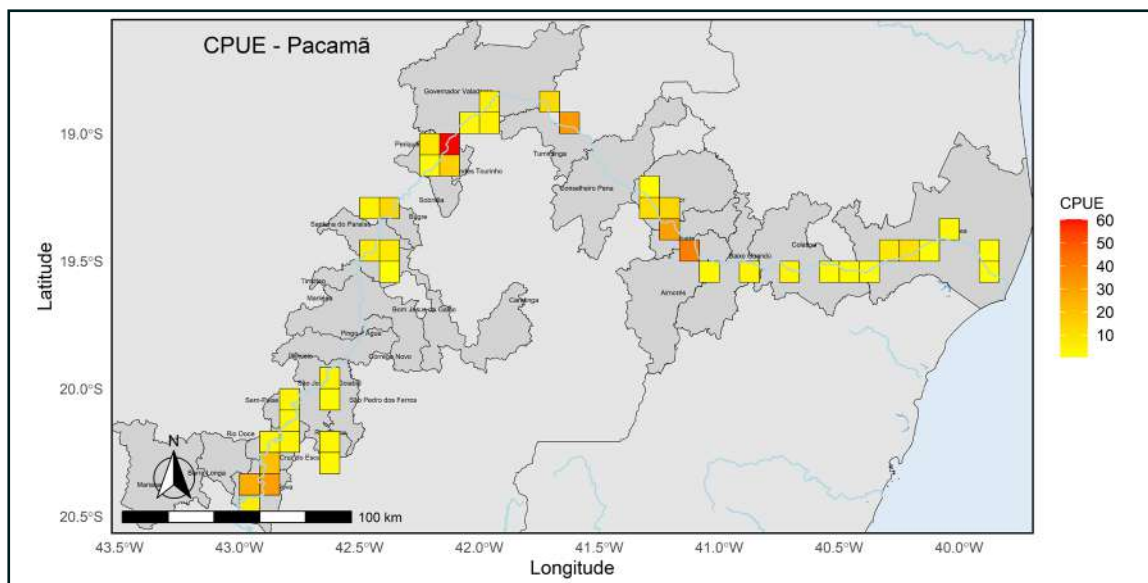 CPUE - Pacamã
Governador Valadares
19.0°S
Tumiritinga
Conselheiro Pena
Sobrália
Bugre
Santana do Paraíso
CPUE
60
50
40
30
20
10
Latitude
19.5°S
Colatina
Baixo Guandu
Aimorés
Timóteo
Marliéria
Bom Jesus do Galho
Caratinga
Pingo d'Água
Córrego Novo
20.0°S
São Pedro dos Ferros
Rio Doce
N
Barra Longa
100 km
20.5°S
43.5°W
43.0°W
42.5°W
42.0°W
41.5°W
41.0°W
40.5°W
40.0°W
Longitude